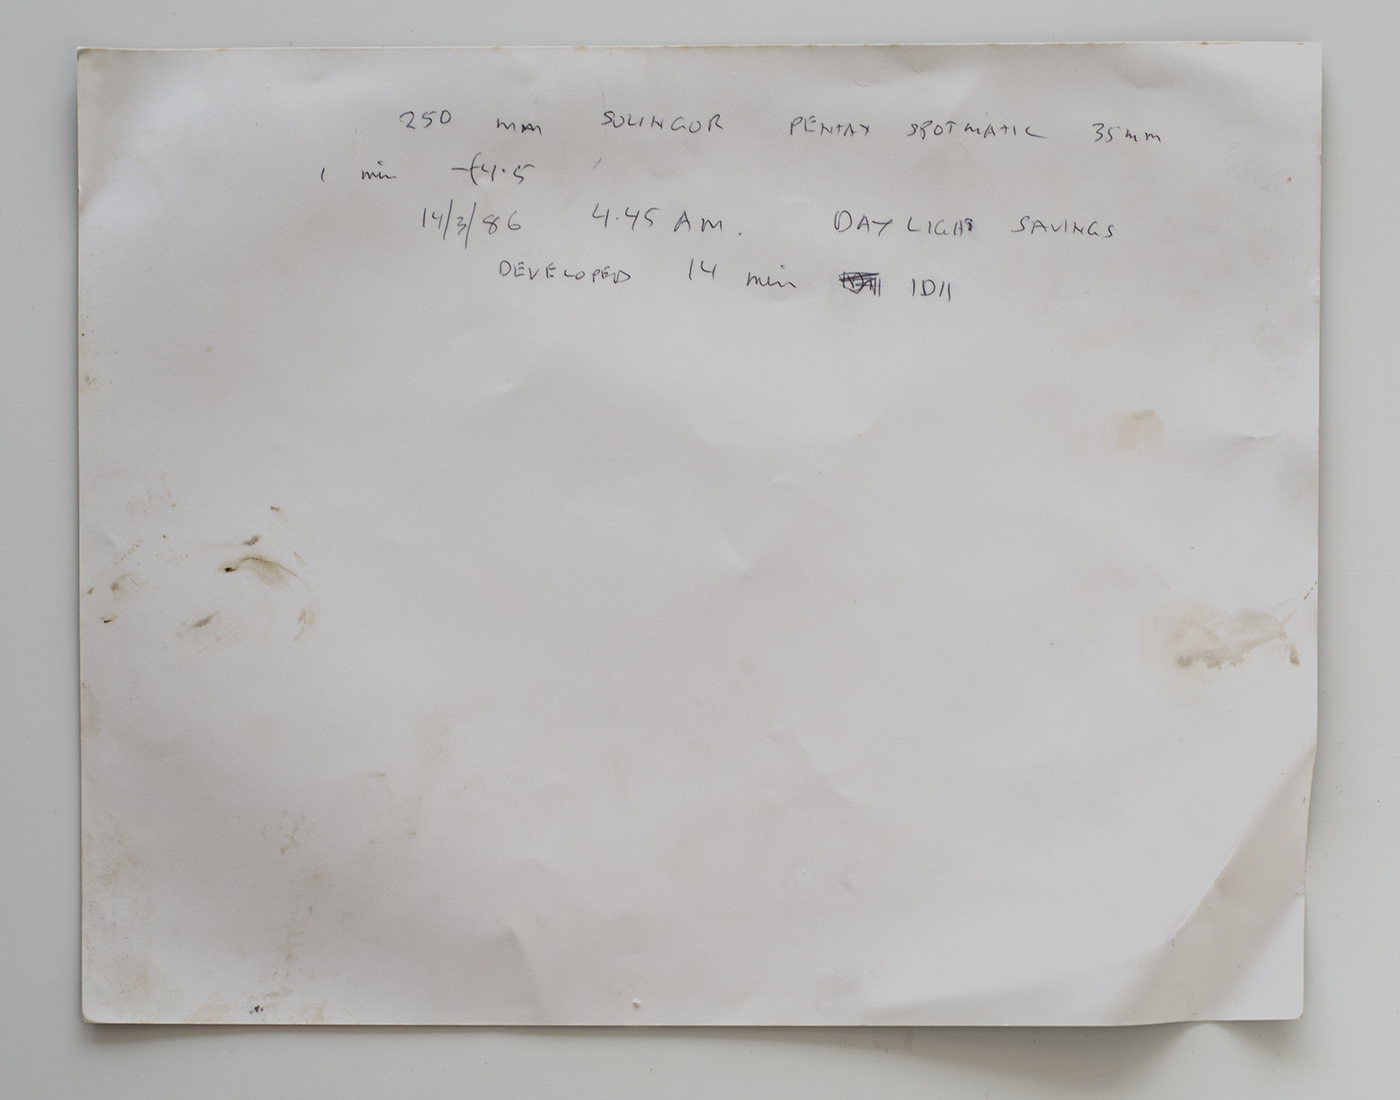 250 mm SOLINGOR PENTAX SPOTMATIC 35mm
1 min f4.5
14/3/86 4.45 AM. DAYLIGHT SAVINGS
DEVELOPED 14 min ID11